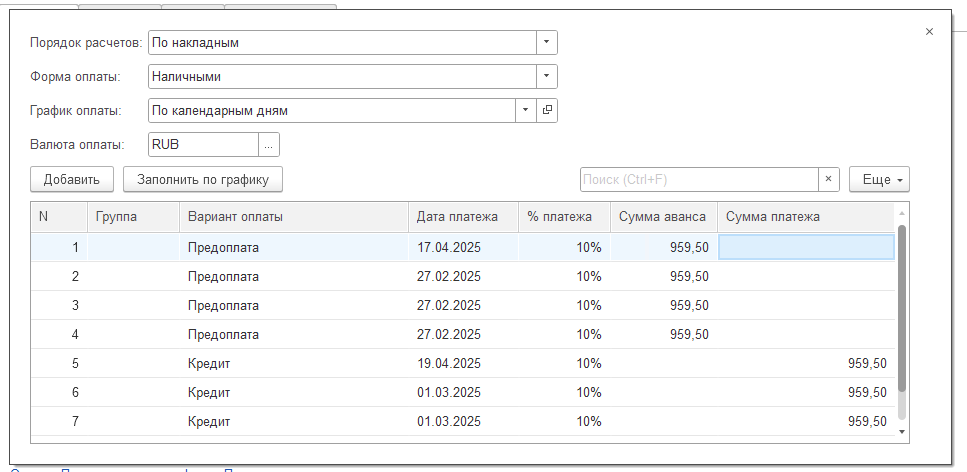 ×
Порядок расчетов: По накладным
Форма оплаты: Наличными
График оплаты: По календарным дням
Валюта оплаты: RUB ...
Добавить Заполнить по графику Поиск (Ctrl+F) × Еще
N Группа Вариант оплаты Дата платежа % платежа Сумма аванса Сумма платежа
1 Предоплата 17.04.2025 10% 959,50
2 Предоплата 27.02.2025 10% 959,50
3 Предоплата 27.02.2025 10% 959,50
4 Предоплата 27.02.2025 10% 959,50
5 Кредит 19.04.2025 10% 959,50
6 Кредит 01.03.2025 10% 959,50
7 Кредит 01.03.2025 10% 959,50